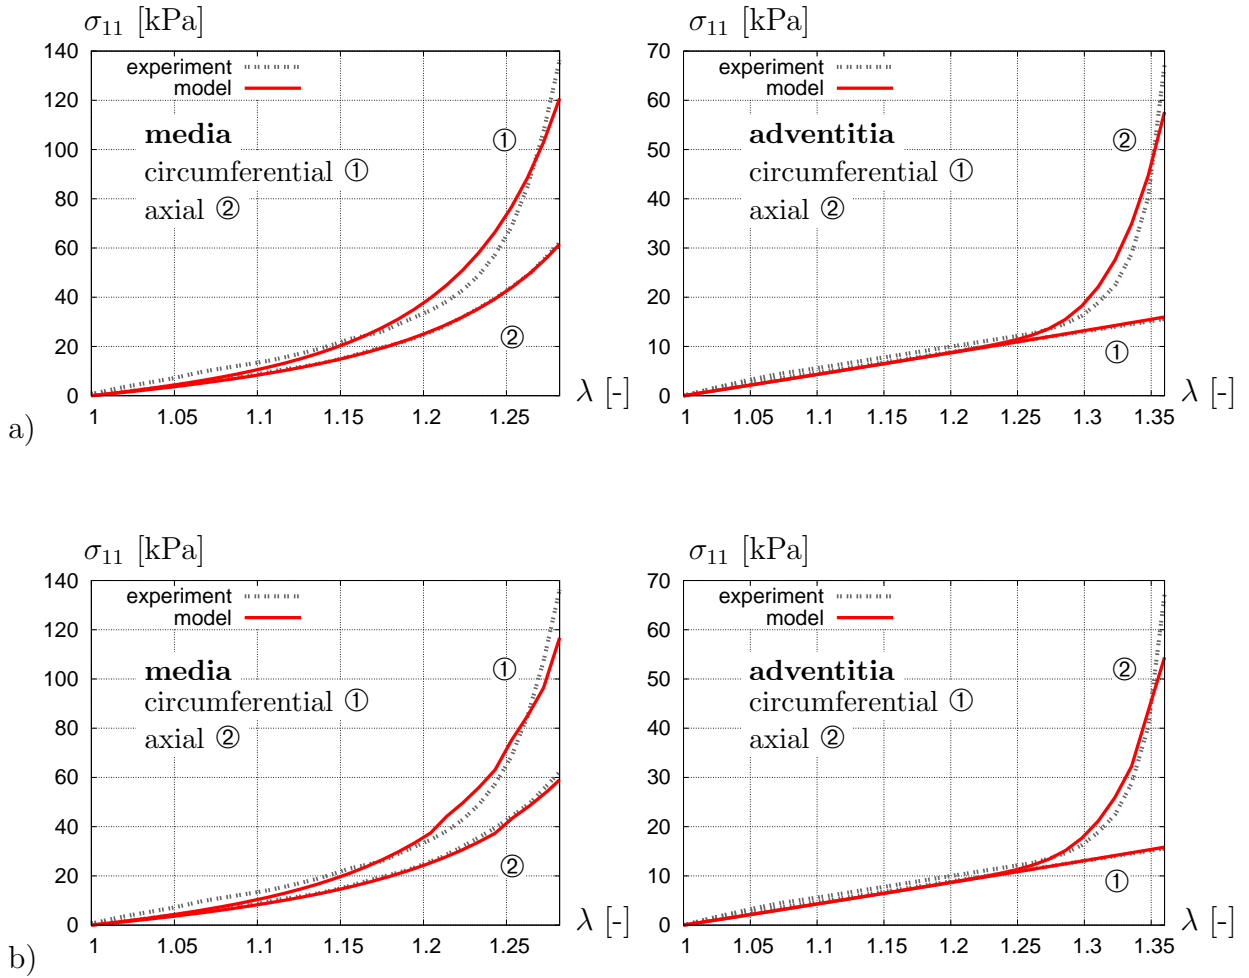 σ₁₁ [kPa]
140
120
100
80
60
40
20
0
experiment
model
media
circumferential ①
axial ②
①
②
1 1.05 1.1 1.15 1.2 1.25
λ [-]
σ₁₁ [kPa]
70
60
50
40
30
20
10
0
experiment
model
adventitia
circumferential ①
axial ②
②
①
1 1.05 1.1 1.15 1.2 1.25 1.3 1.35
λ [-]
a)
σ₁₁ [kPa]
140
120
100
80
60
40
20
0
experiment
model
media
circumferential ①
axial ②
①
②
1 1.05 1.1 1.15 1.2 1.25
λ [-]
σ₁₁ [kPa]
70
60
50
40
30
20
10
0
experiment
model
adventitia
circumferential ①
axial ②
②
①
1 1.05 1.1 1.15 1.2 1.25 1.3 1.35
λ [-]
b)